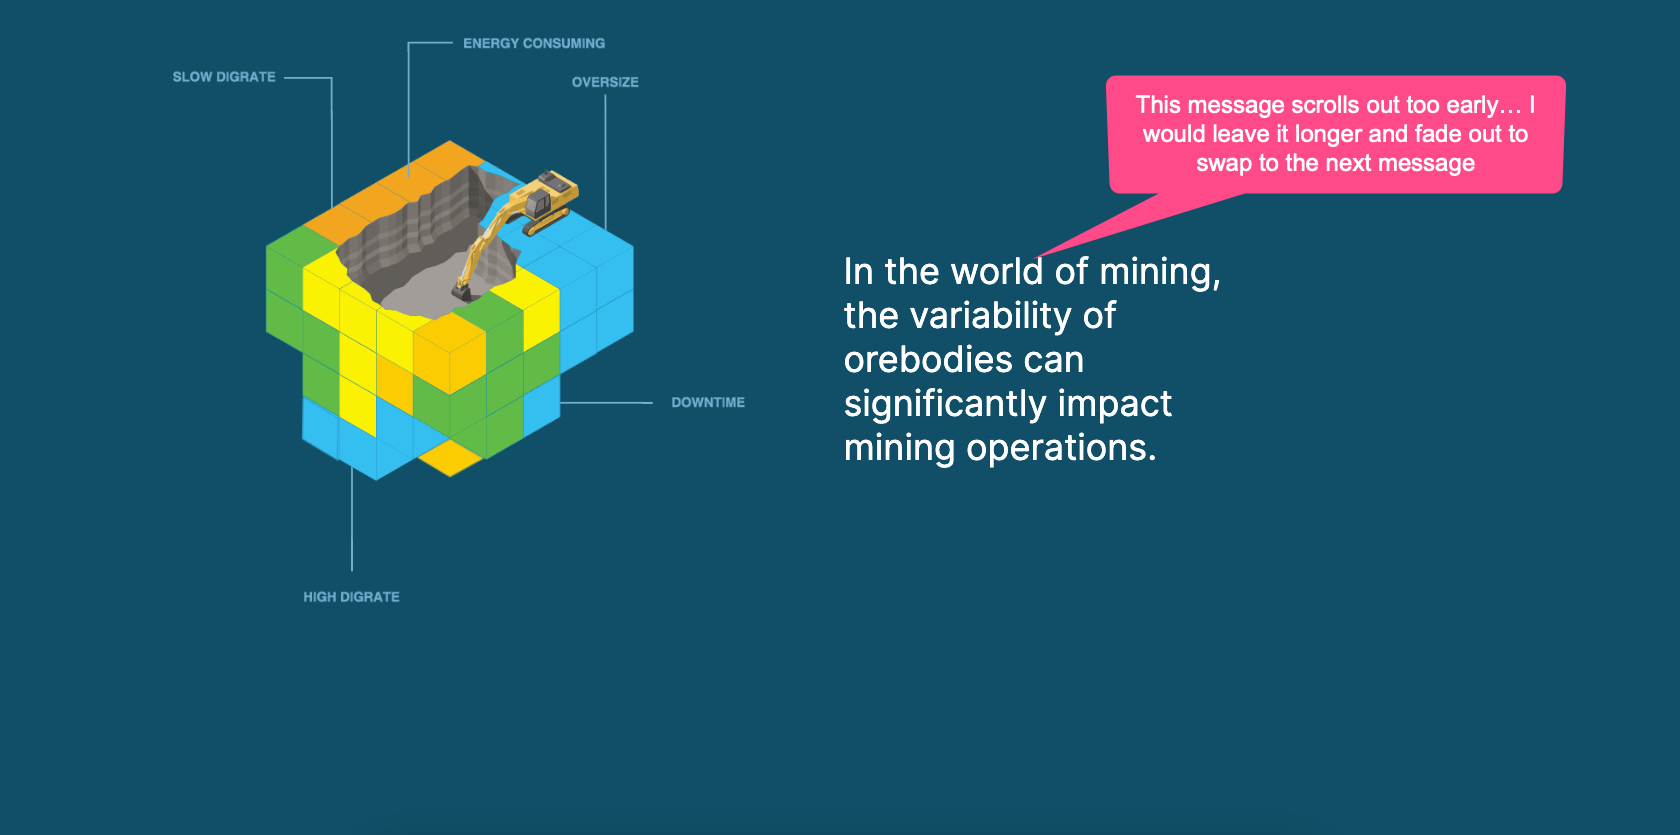 ENERGY CONSUMING
SLOW DIGRATE
OVERSIZE
This message scrolls out too early… I
would leave it longer and fade out to
swap to the next message
In the world of mining,
the variability of
orebodies can
significantly impact
mining operations.
DOWNTIME
HIGH DIGRATE